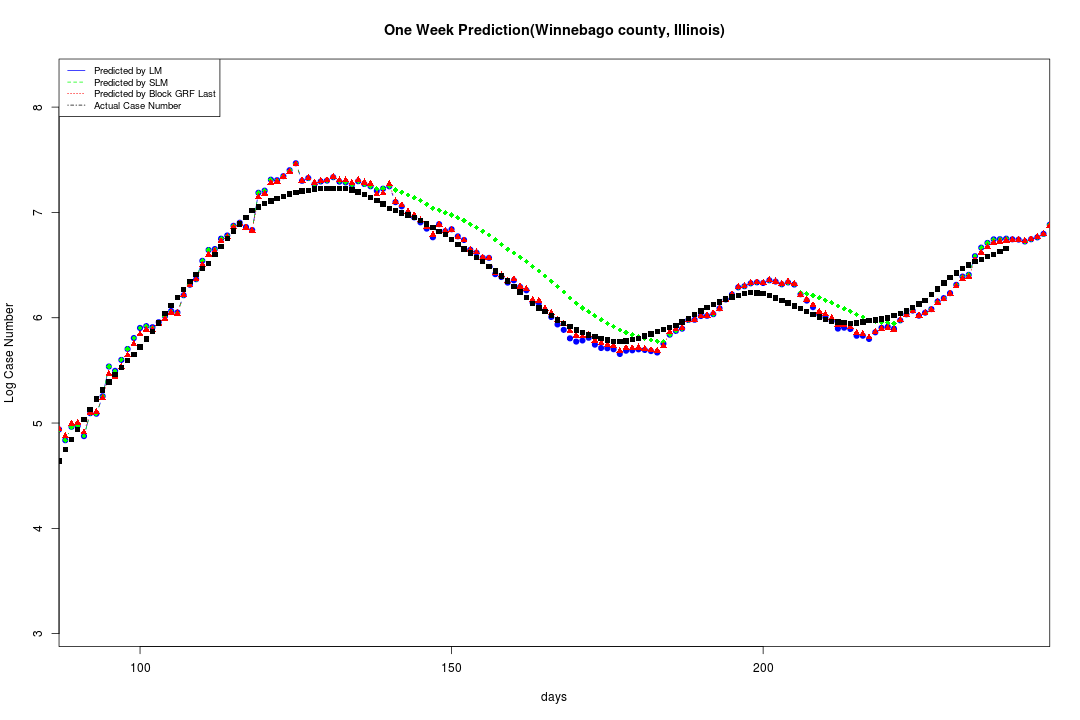 One Week Prediction(Winnebago county, Illinois)
Predicted by LM
Predicted by SLM
Predicted by Block GRF Last
Actual Case Number
8
7
6
5
4
3
Log Case Number
100 150 200
days